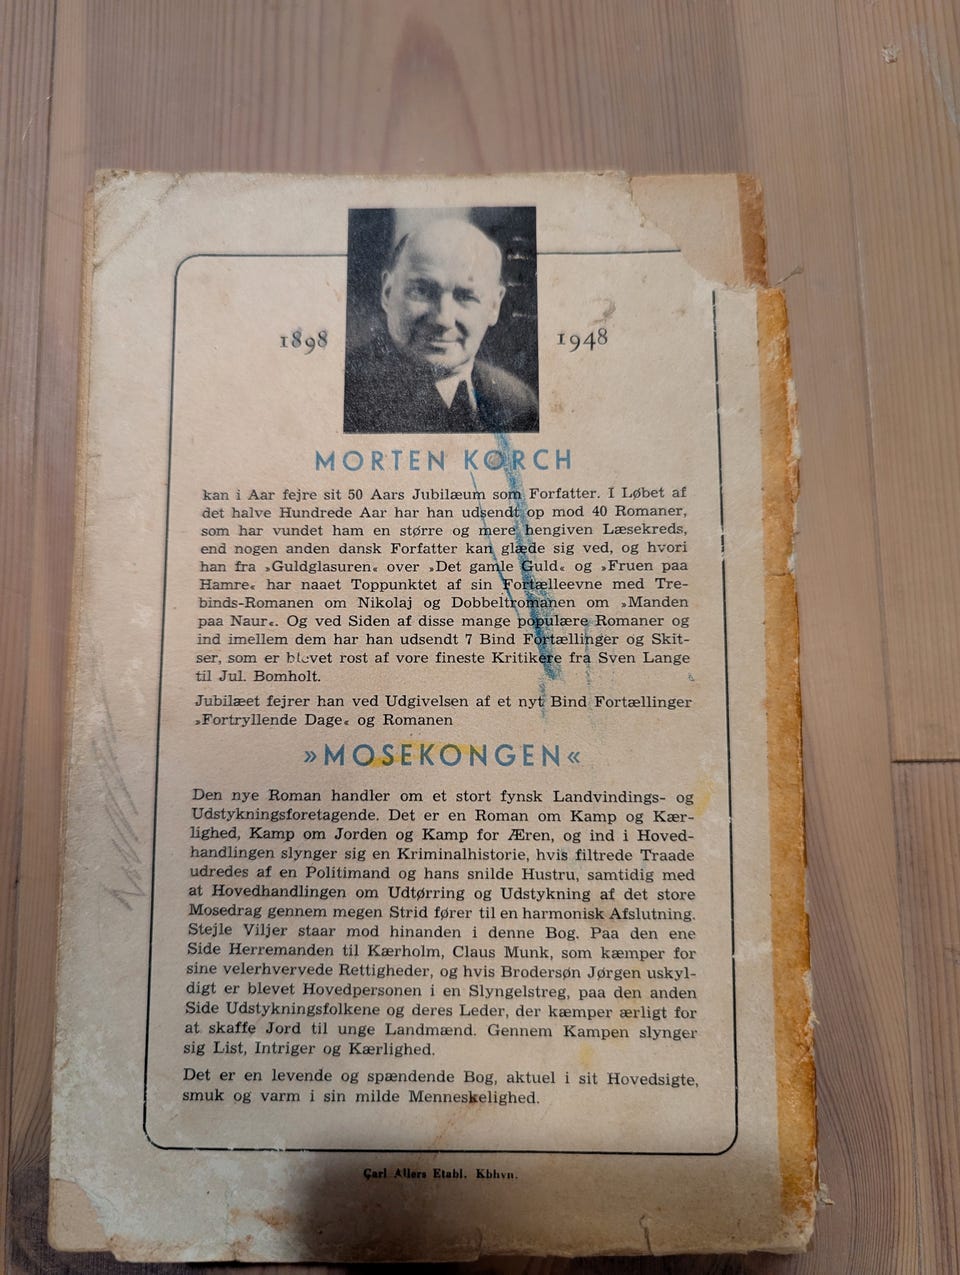 1898
1948
MORTEN KORCH
kan i Aar fejre sit 50 Aars Jubilæum som Forfatter. I Løbet af
det halve Hundrede Aar har han udsendt op mod 40 Romaner,
som har vundet ham en større og mere hengiven Læsekreds,
end nogen anden dansk Forfatter kan glæde sig ved, og hvori
han fra »Guldglasuren« over »Det gamle Guld« og »Fruen paa
Hamre« har naaet Toppunktet af sin Fortælleevne med Tre-
binds-Romanen om Nikolaj og Dobbeltromanen om »Manden
paa Naur«. Og ved Siden af disse mange populære Romaner og
ind imellem dem har han udsendt 7 Bind Fortællinger og Skit-
ser, som er blevet rost af vore fineste Kritikere fra Sven Lange
til Jul. Bomholt.
Jubilæet fejrer han ved Udgivelsen af et nyt Bind Fortællinger
»Fortryllende Dage« og Romanen
»MOSEKONGEN«
Den nye Roman handler om et stort fynsk Landvindings- og
Udstykningsforetagende. Det er en Roman om Kamp og Kær-
lighed, Kamp om Jorden og Kamp for Æren, og ind i Hoved-
handlingen slynger sig en Kriminalhistorie, hvis filtrede Traade
udredes af en Politimand og hans snilde Hustru, samtidig med
at Hovedhandlingen om Udtørring og Udstykning af det store
Mosedrag gennem megen Strid fører til en harmonisk Afslutning.
Stejle Viljer staar mod hinanden i denne Bog. Paa den ene
Side Herremanden til Kærholm, Claus Munk, som kæmper for
sine velerhvervede Rettigheder, og hvis Brodersøn Jørgen uskyl-
digt er blevet Hovedpersonen i en Slyngelstreg, paa den anden
Side Udstykningsfolkene og deres Leder, der kæmper ærligt for
at skaffe Jord til unge Landmænd. Gennem Kampen slynger
sig List, Intriger og Kærlighed.
Det er en levende og spændende Bog, aktuel i sit Hovedsigte,
smuk og varm i sin milde Menneskelighed.
Carl Allers Etabl. Kbhvn.